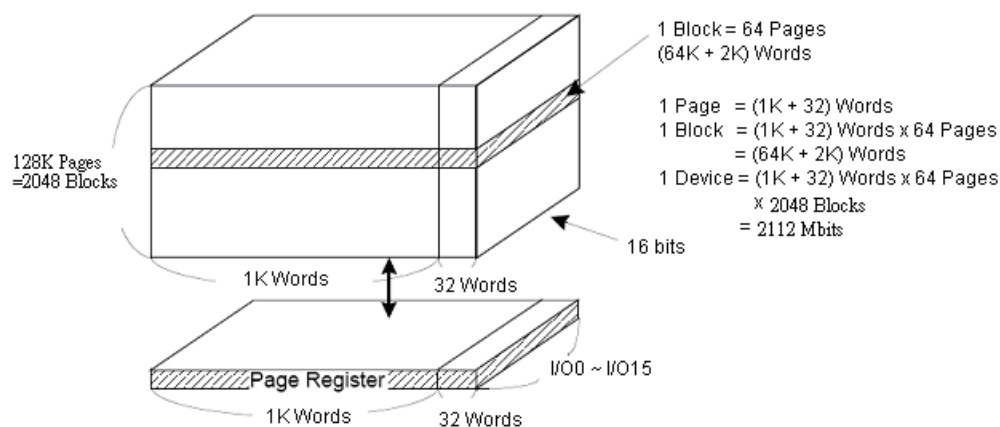 1 Block = 64 Pages
(64K + 2K) Words
1 Page = (1K + 32) Words
1 Block = (1K + 32) Words x 64 Pages
= (64K + 2K) Words
1 Device = (1K + 32) Words x 64 Pages
x 2048 Blocks
= 2112 Mbits
128K Pages
=2048 Blocks
16 bits
1K Words
32 Words
I/O0 ~ I/O15
Page Register
1K Words
32 Words